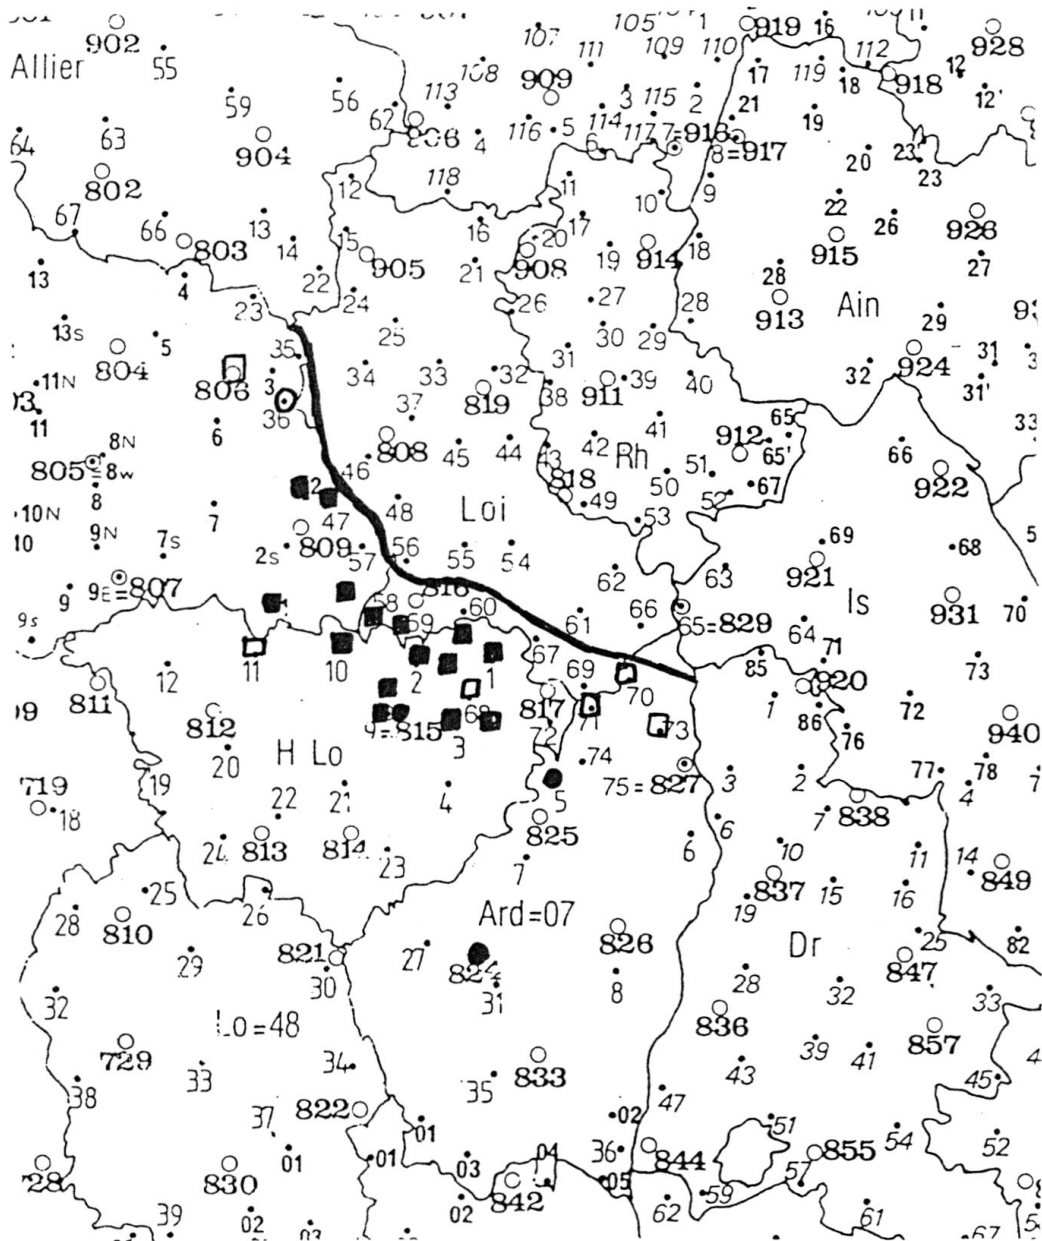 107 105 1 919 16
902 111 109 110 928
Allier 55 108 17 119 112 918 12
56 909 3 115 2 18 12'
59 113 114 21
62 116 5 117 7=916 19
64 63 904 806 4 6 8=917 20 23
802 12 118 11 9 23
67 10
66 13 16 17 22 26 926
803 14 15 905 20 19 914 18 915
13 22 21 908 28 27
4 23 24 26 27 28 913 Ain
13s 25 30 29 29
5 35 31 924 31
804 34 33 32 39 40 32 31'
11N 806 3 819 38 911
11 36 37 41 912 65 33
6 808 42 65' 66
8N 46 45 44 43 Rh 51
805=8w 2 818 50 67 922
8 47 48 Loi 49 52
10N 7 53
10 9N 809 56 69
7s 2s 57 55 54 68
62 63 921
9 9E=807 58 816 60 66 Is 931 70
9s 59 61 65=829 64
11 10 67 85 71 73
12 2 1 69 70 820
811 817 1 72
812 9=815 68 71 73 86 940
H Lo 3 72 76
20 74 78
719 19 22 21 4 5 75=827 3 2 77 4
18 825 7 838
24 813 814 23 6 6 10 11 14
7 837 849
25 26 15 16
28 810 Ard=07 19
821 27 826 Dr 25 82
29 824 847
30 31 8 28 32 33
32 Lo=48 836
729 833 39 857
33 34 43 41
38 35 45
822 47
37 01 02 51
01 01 03 04 36 844 54 52
830 05 855
842 59 57
39 02 02 62 61
03 67